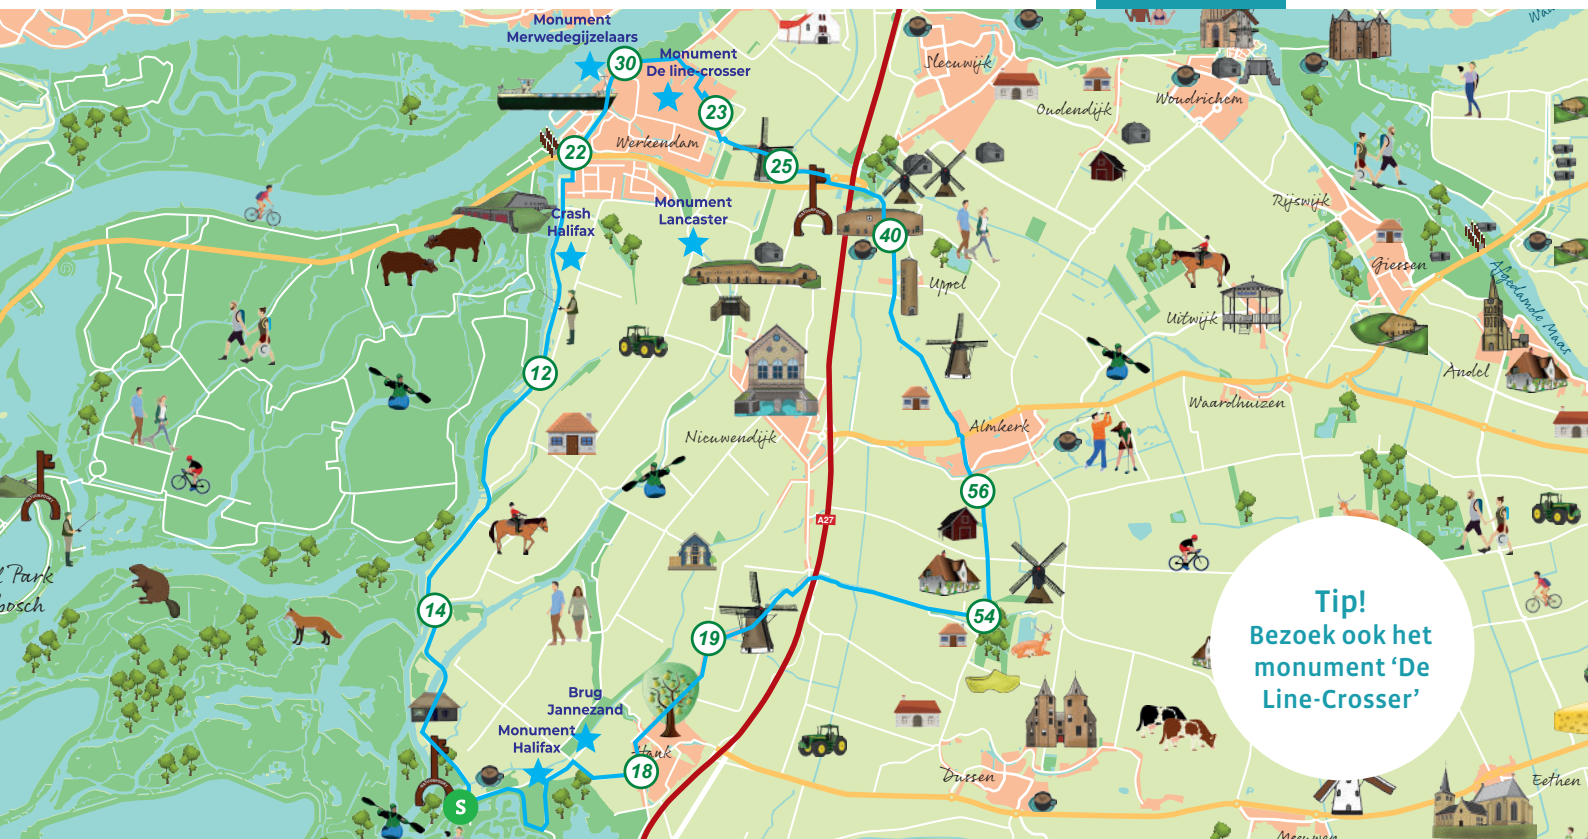 Monument
Merwedegijzelaars
30
Monument
De line-crosser
23
22
Werkendam
25
Sleeuwijk
Oudendijk
Woudrichem
Crash
Halifax
Monument
Lancaster
40
Uppel
Rijswijk
Giessen
Uitwijk
Afgedamde Maas
Andel
12
Nieuwendijk
Almkerk
Waardhuizen
56
A27
14
19
54
Tip!
Bezoek ook het
monument ‘De
Line-Crosser’
Brug
Jannezand
Monument
Halifax
Hank
18
S
Dussen
Eethen
Meeuwen
Park